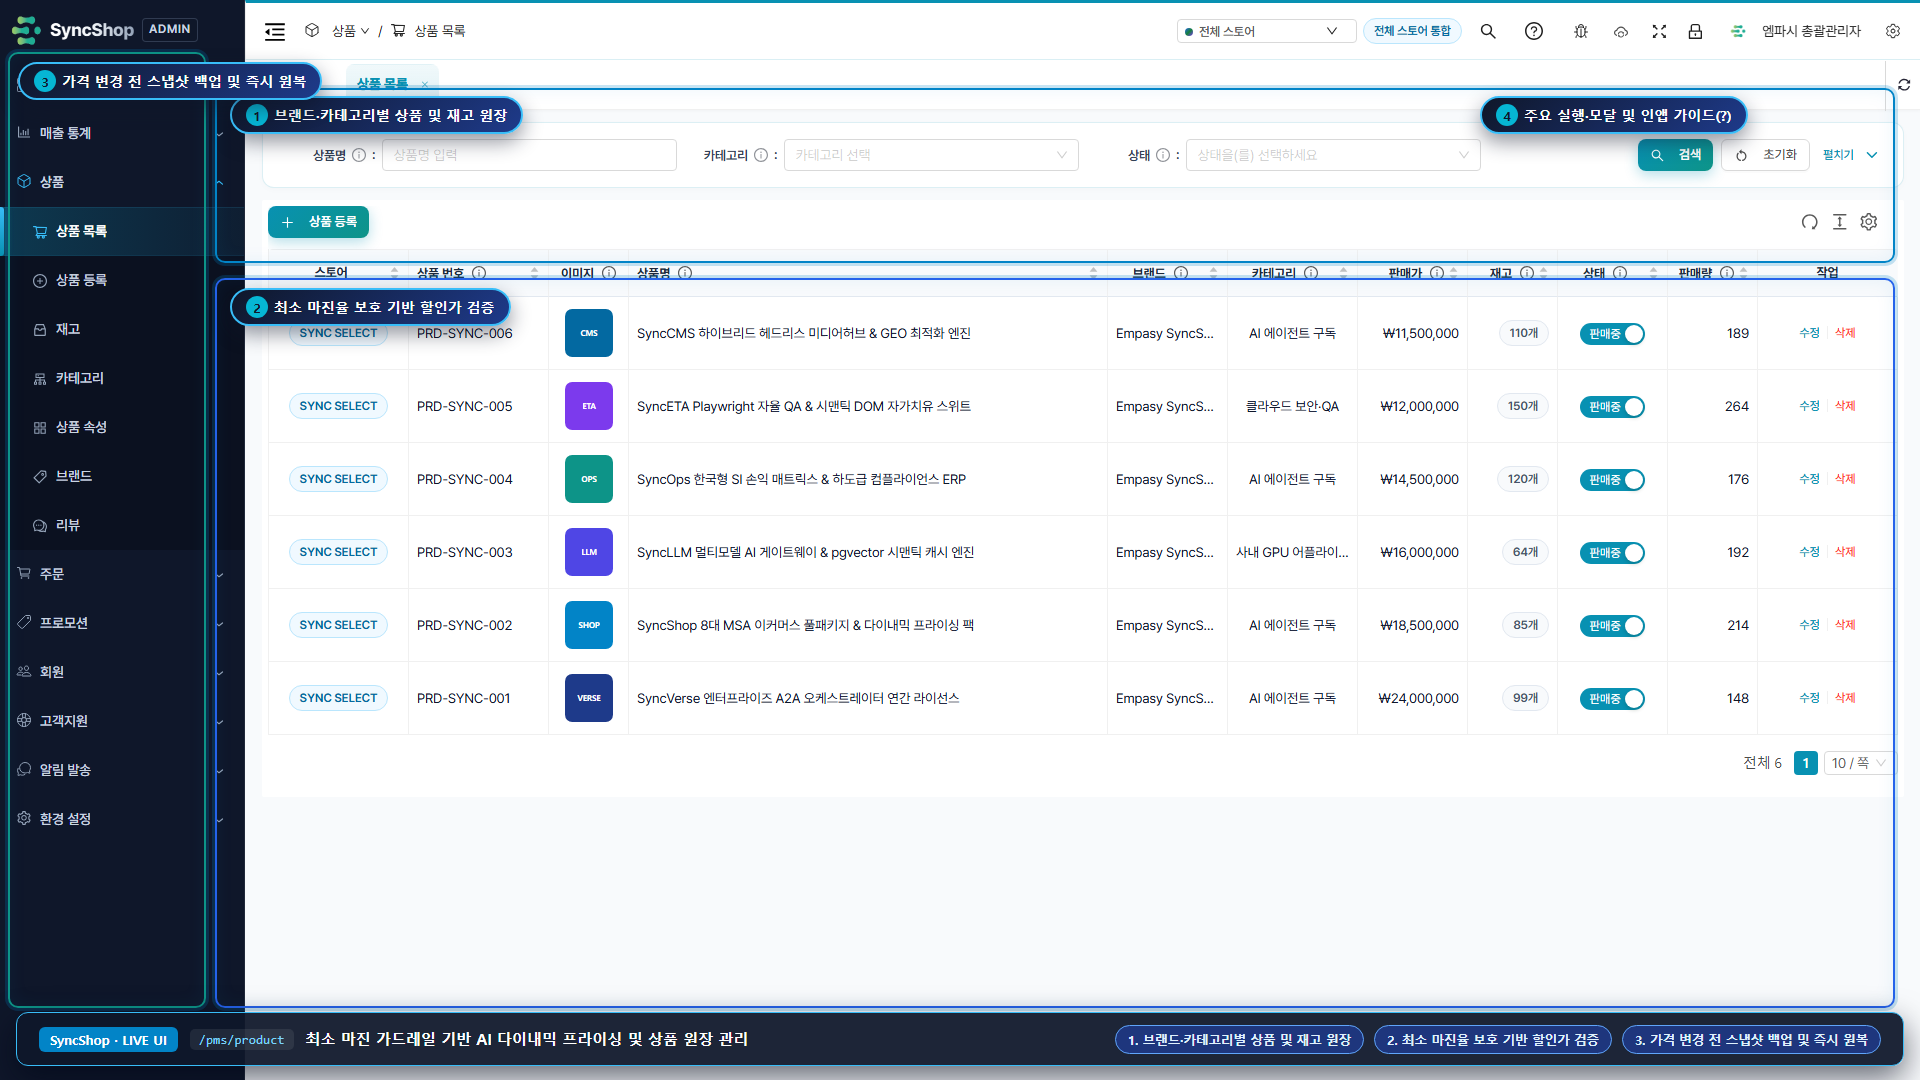 SyncShop ADMIN
상품 / 상품 목록
전체 스토어
전체 스토어 통합
엠파시 총괄관리자
3 가격 변경 전 스냅샷 백업 및 즉시 원복
상품 목록 ×
1 브랜드·카테고리별 상품 및 재고 원장
4 주요 실행·모달 및 인앱 가이드(?)
매출 통계
상품
상품 목록
상품 등록
재고
카테고리
상품 속성
브랜드
리뷰
주문
프로모션
회원
고객지원
알림 발송
환경 설정
상품명 : 상품명 입력
카테고리 : 카테고리 선택
상태 : 상태을(를) 선택하세요
검색
초기화
펼치기
+ 상품 등록
스토어 상품 번호 이미지 상품명 브랜드 카테고리 판매가 재고 상태 판매량 작업
2 최소 마진율 보호 기반 할인가 검증
SYNC SELECT PRD-SYNC-006 CMS SyncCMS 하이브리드 헤드리스 미디어허브 & GEO 최적화 엔진 Empasy SyncS... AI 에이전트 구독 ₩11,500,000 110개 판매중 189 수정 삭제
SYNC SELECT PRD-SYNC-005 ETA SyncETA Playwright 자율 QA & 시맨틱 DOM 자가치유 스위트 Empasy SyncS... 클라우드 보안·QA ₩12,000,000 150개 판매중 264 수정 삭제
SYNC SELECT PRD-SYNC-004 OPS SyncOps 한국형 SI 손익 매트릭스 & 하도급 컴플라이언스 ERP Empasy SyncS... AI 에이전트 구독 ₩14,500,000 120개 판매중 176 수정 삭제
SYNC SELECT PRD-SYNC-003 LLM SyncLLM 멀티모델 AI 게이트웨이 & pgvector 시맨틱 캐시 엔진 Empasy SyncS... 사내 GPU 어플라이... ₩16,000,000 64개 판매중 192 수정 삭제
SYNC SELECT PRD-SYNC-002 SHOP SyncShop 8대 MSA 이커머스 풀패키지 & 다이내믹 프라이싱 팩 Empasy SyncS... AI 에이전트 구독 ₩18,500,000 85개 판매중 214 수정 삭제
SYNC SELECT PRD-SYNC-001 VERSE SyncVerse 엔터프라이즈 A2A 오케스트레이터 연간 라이선스 Empasy SyncS... AI 에이전트 구독 ₩24,000,000 99개 판매중 148 수정 삭제
전체 6 1 10 / 쪽
SyncShop · LIVE UI /pms/product 최소 마진 가드레일 기반 AI 다이내믹 프라이싱 및 상품 원장 관리
1. 브랜드·카테고리별 상품 및 재고 원장
2. 최소 마진율 보호 기반 할인가 검증
3. 가격 변경 전 스냅샷 백업 및 즉시 원복